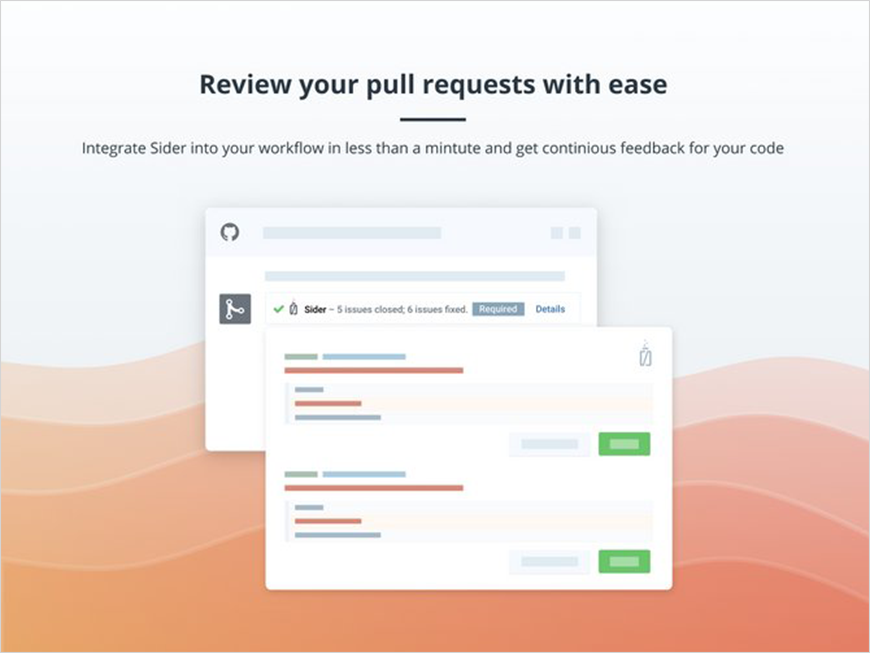 Review your pull requests with ease
Integrate Sider into your workflow in less than a mintute and get continious feedback for your code
Sider – 5 issues closed; 6 issues fixed. Required Details